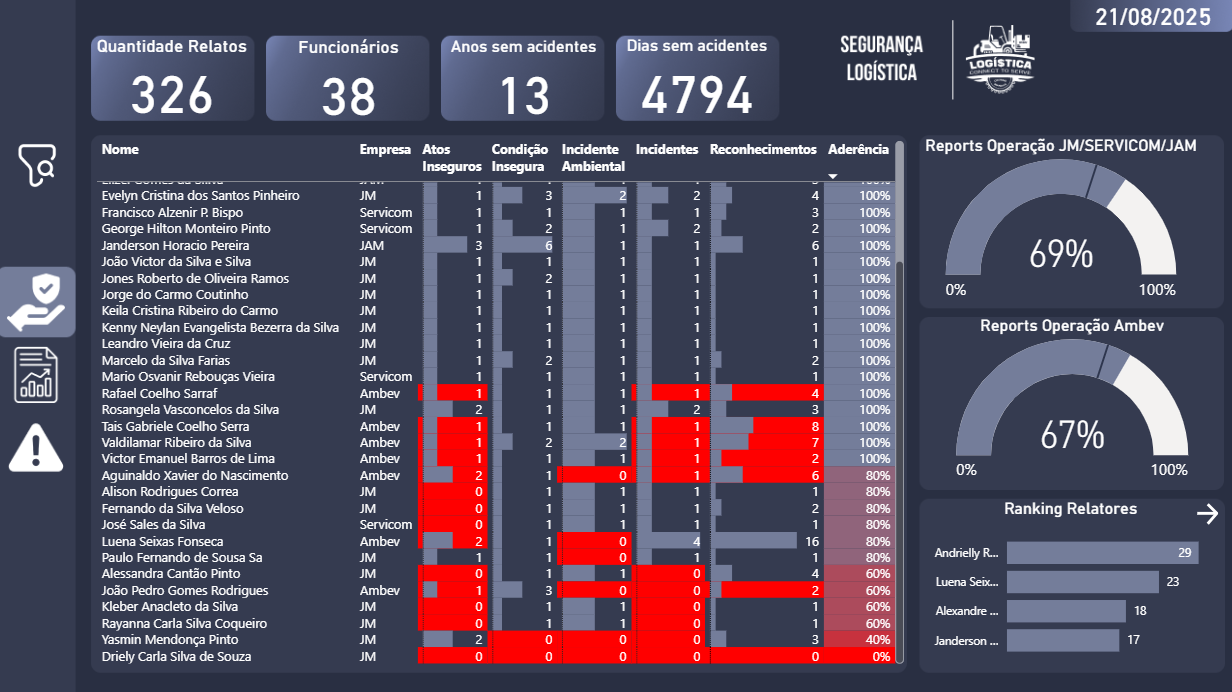 21/08/2025
Quantidade Relatos
326
Funcionários
38
Anos sem acidentes
13
Dias sem acidentes
4794
SEGURANÇA
LOGÍSTICA
LOGÍSTICA
CONNECT TO SERVE
Nome Empresa Atos Inseguros Condição Insegura Incidente Ambiental Incidentes Reconhecimentos Aderência
Evelyn Cristina dos Santos Pinheiro JM 1 3 2 2 4 100%
Francisco Alzenir P. Bispo Servicom 1 1 1 1 3 100%
George Hilton Monteiro Pinto Servicom 1 2 1 2 2 100%
Janderson Horacio Pereira JAM 3 6 1 1 6 100%
João Victor da Silva e Silva JM 1 1 1 1 1 100%
Jones Roberto de Oliveira Ramos JM 1 2 1 1 1 100%
Jorge do Carmo Coutinho JM 1 1 1 1 1 100%
Keila Cristina Ribeiro do Carmo JM 1 1 1 1 1 100%
Kenny Neylan Evangelista Bezerra da Silva JM 1 1 1 1 1 100%
Leandro Vieira da Cruz JM 1 1 1 1 1 100%
Marcelo da Silva Farias JM 1 2 1 1 2 100%
Mario Osvanir Rebouças Vieira Servicom 1 1 1 1 1 100%
Rafael Coelho Sarraf Ambev 1 1 1 1 4 100%
Rosangela Vasconcelos da Silva JM 2 1 1 2 3 100%
Tais Gabriele Coelho Serra Ambev 1 1 1 1 8 100%
Valdilamar Ribeiro da Silva Ambev 1 2 2 1 7 100%
Victor Emanuel Barros de Lima Ambev 1 1 1 1 2 100%
Aguinaldo Xavier do Nascimento Ambev 2 1 0 1 6 80%
Alison Rodrigues Correa JM 0 1 1 1 1 80%
Fernando da Silva Veloso JM 0 1 1 1 2 80%
José Sales da Silva Servicom 0 1 1 1 1 80%
Luena Seixas Fonseca Ambev 2 1 0 4 16 80%
Paulo Fernando de Sousa Sa JM 1 1 0 1 1 80%
Alessandra Cantão Pinto JM 0 1 1 0 4 60%
João Pedro Gomes Rodrigues Ambev 1 3 0 0 2 60%
Kleber Anacleto da Silva JM 0 1 1 0 1 60%
Rayanna Carla Silva Coqueiro JM 0 1 1 0 1 60%
Yasmin Mendonça Pinto JM 2 0 0 0 3 40%
Driely Carla Silva de Souza JM 0 0 0 0 0 0%
Reports Operação JM/SERVICOM/JAM
69%
0% 100%
Reports Operação Ambev
67%
0% 100%
Ranking Relatores
Andrielly R... 29
Luena Seix... 23
Alexandre ... 18
Janderson ... 17